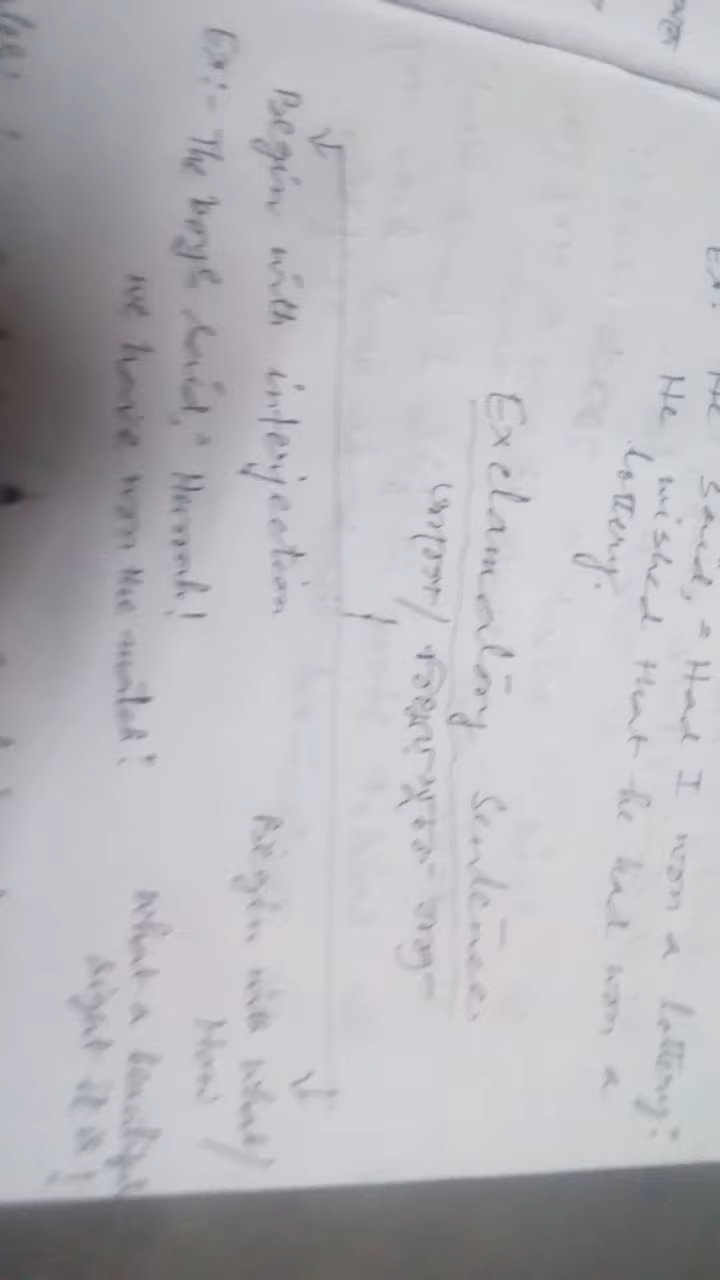 Ex. He said, "Had I won a lottery."
He wished that he had won a
lottery.
Exclamatory Sentences
Begin with interjection
Begin with what/
How/
Ex:- The boys said, "Hurrah!
we have won the match."
what a beautiful
sight it is!